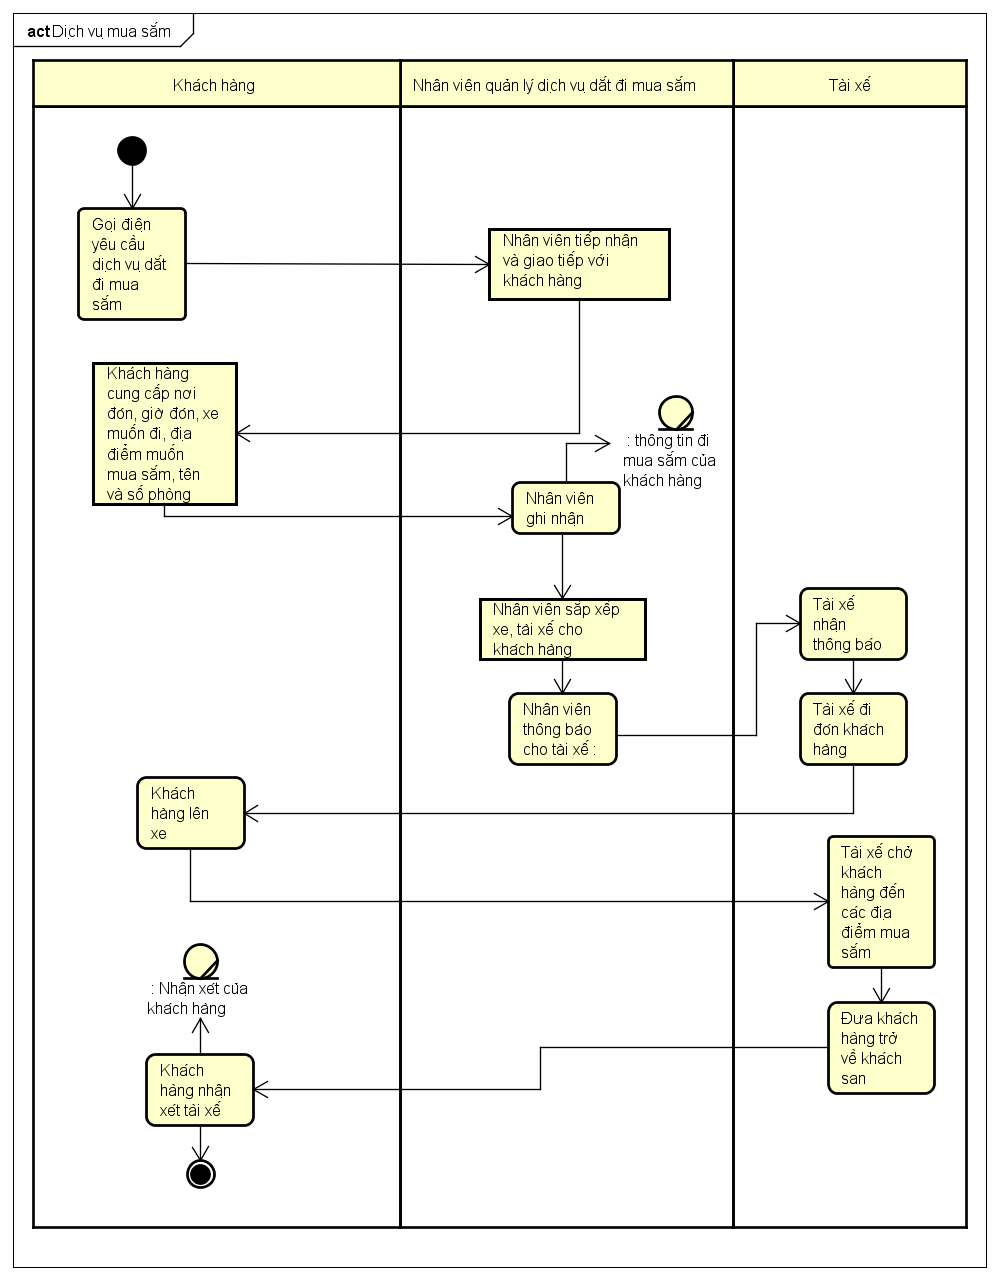 act Dịch vụ mua sắm
Khách hàng
Nhân viên quản lý dịch vụ dắt đi mua sắm
Tài xế
Gọi điện
yêu cầu
dịch vụ dắt
đi mua
sắm
Nhân viên tiếp nhận
và giao tiếp với
khách hàng
Khách hàng
cung cấp nơi
đón, giờ đón, xe
muốn đi, địa
điểm muốn
mua sắm, tên
và số phòng
: thông tin đi
mua sắm của
khách hàng
Nhân viên
ghi nhận
Nhân viên sắp xếp
xe, tài xế cho
khách hàng
Tài xế
nhận
thông báo
Nhân viên
thông báo
cho tài xế :
Tài xế đi
đơn khách
hàng
Khách
hàng lên
xe
Tài xế chở
khách
hàng đến
các địa
điểm mua
sắm
: Nhận xét của
khách hàng
Đưa khách
hàng trở
về khách
san
Khách
hàng nhận
xét tài xế